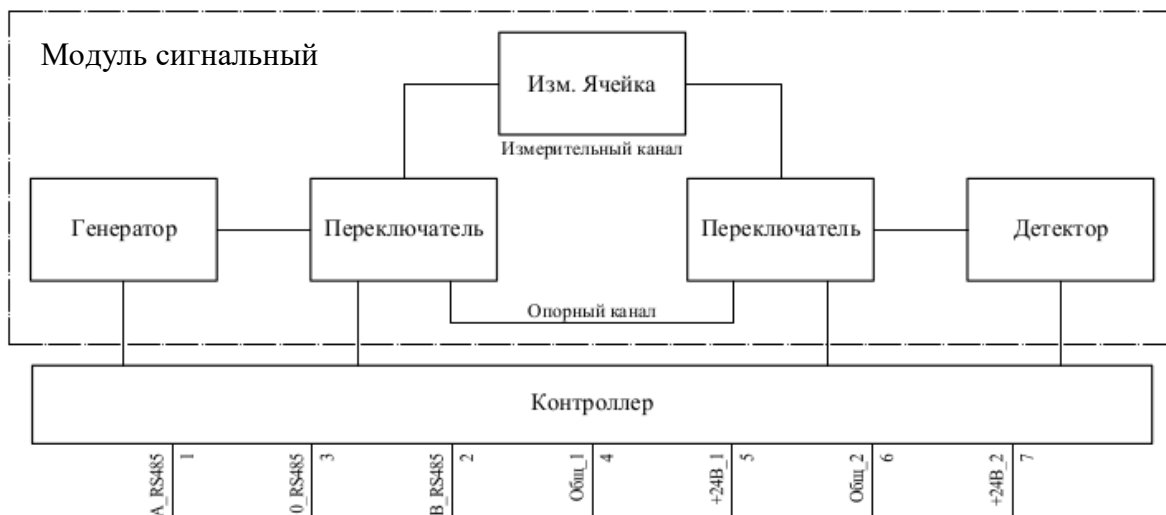 Модуль сигнальный
Изм. Ячейка
Измерительный канал
Генератор
Переключатель
Переключатель
Детектор
Опорный канал
Контроллер
A_RS485
1
0_RS485
3
B_RS485
2
Общ_1
4
+24В_1
5
Общ_2
6
+24В_2
7